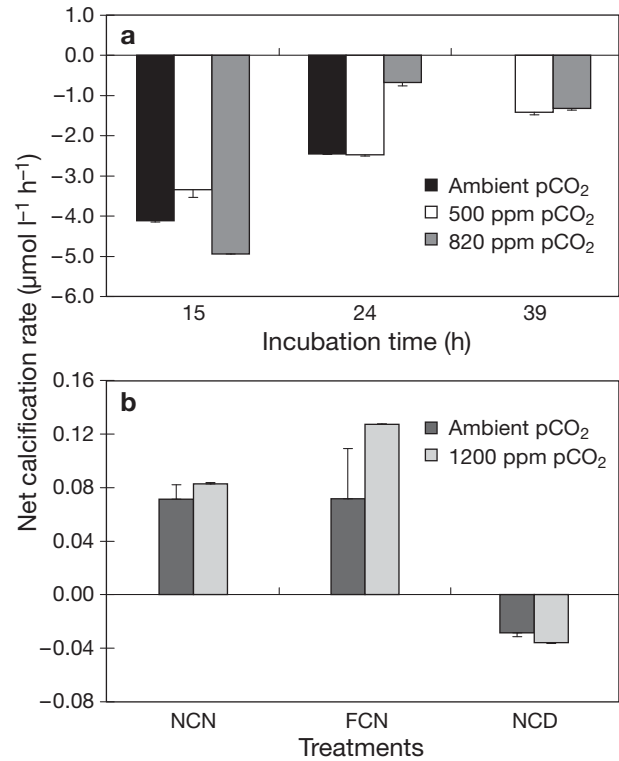 Net calcification rate (μmol l⁻¹ h⁻¹)
a
1.0
0.0
−1.0
−2.0
−3.0
−4.0
−5.0
−6.0
Ambient pCO₂
500 ppm pCO₂
820 ppm pCO₂
15 24 39
Incubation time (h)
b
0.16
0.12
0.08
0.04
0.00
−0.04
−0.08
Ambient pCO₂
1200 ppm pCO₂
NCN FCN NCD
Treatments